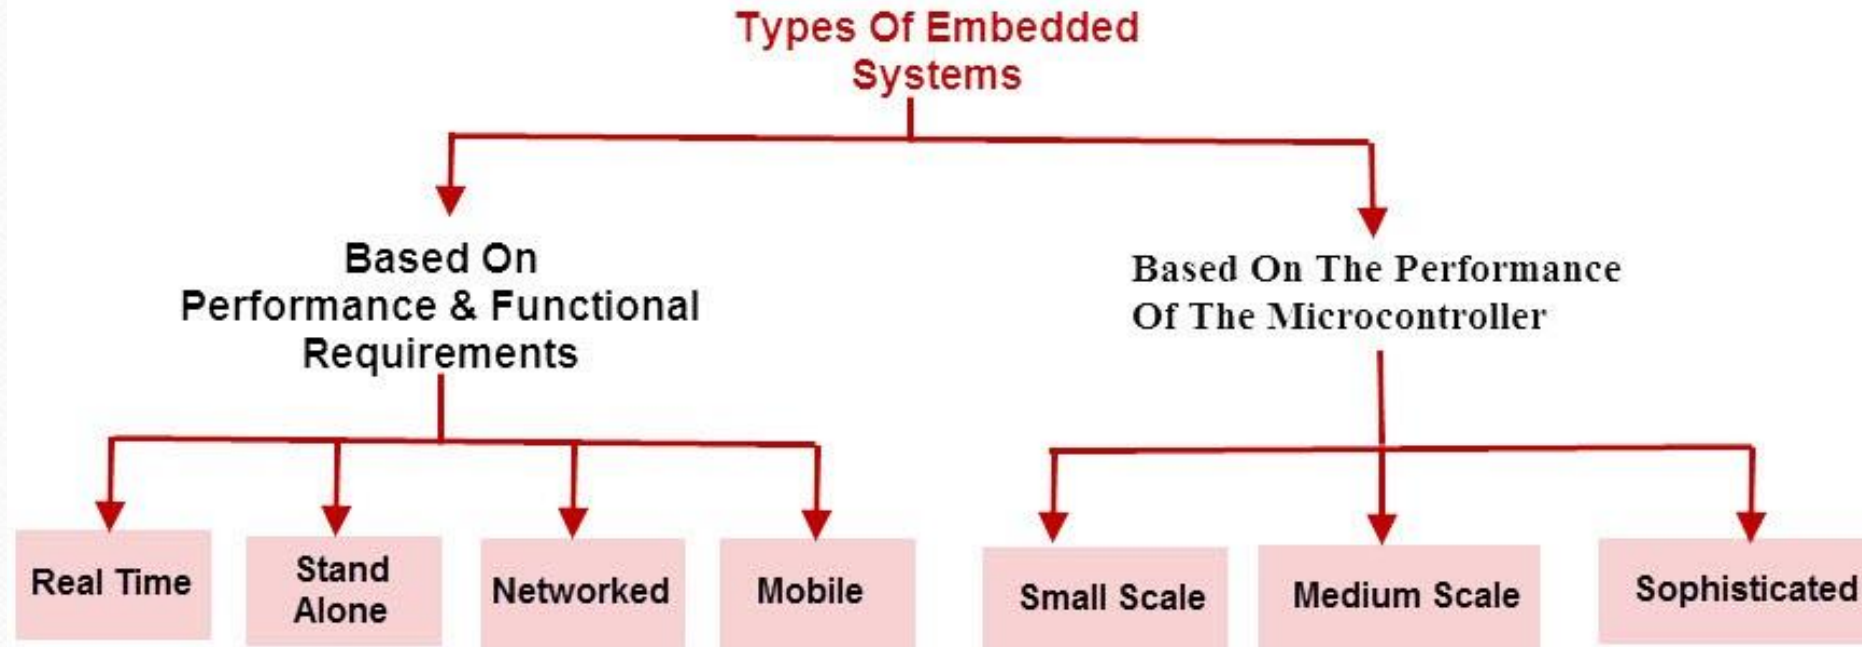 Types Of Embedded
Systems
Based On
Performance & Functional
Requirements
Based On The Performance
Of The Microcontroller
Real Time
Stand
Alone
Networked
Mobile
Small Scale
Medium Scale
Sophisticated